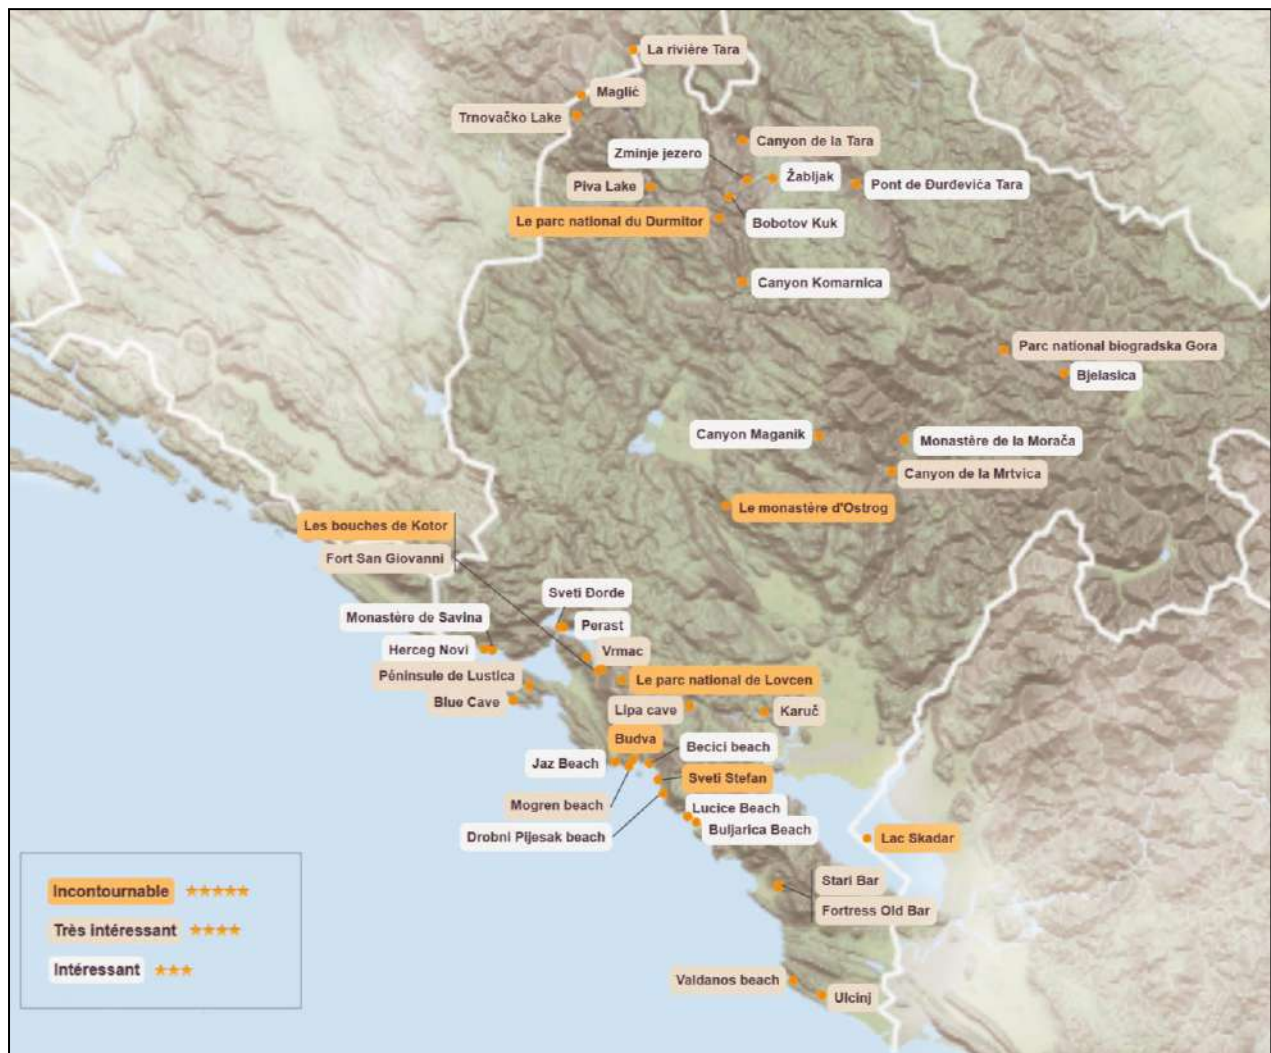 La rivière Tara
Maglić
Trnovačko Lake
Canyon de la Tara
Zminje jezero
Žabljak
Piva Lake
Pont de Đurđevića Tara
Le parc national du Durmitor
Bobotov Kuk
Canyon Komarnica
Parc national biogradska Gora
Bjelasica
Canyon Maganik
Monastère de la Morača
Canyon de la Mrtvica
Le monastère d'Ostrog
Les bouches de Kotor
Fort San Giovanni
Sveti Đorđe
Monastère de Savina
Perast
Herceg Novi
Vrmac
Péninsule de Lustica
Le parc national de Lovcen
Blue Cave
Lipa cave
Karuč
Budva
Becici beach
Jaz Beach
Sveti Stefan
Mogren beach
Lucice Beach
Drobni Pijesak beach
Buljarica Beach
Lac Skadar
Stari Bar
Fortress Old Bar
Valdanos beach
Ulcinj
Incontournable
Très intéressant
Intéressant